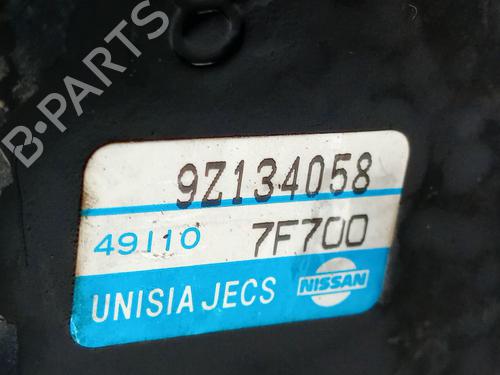 B·PARTS
9Z134058
49110 7F700
UNISIA JECS NISSAN